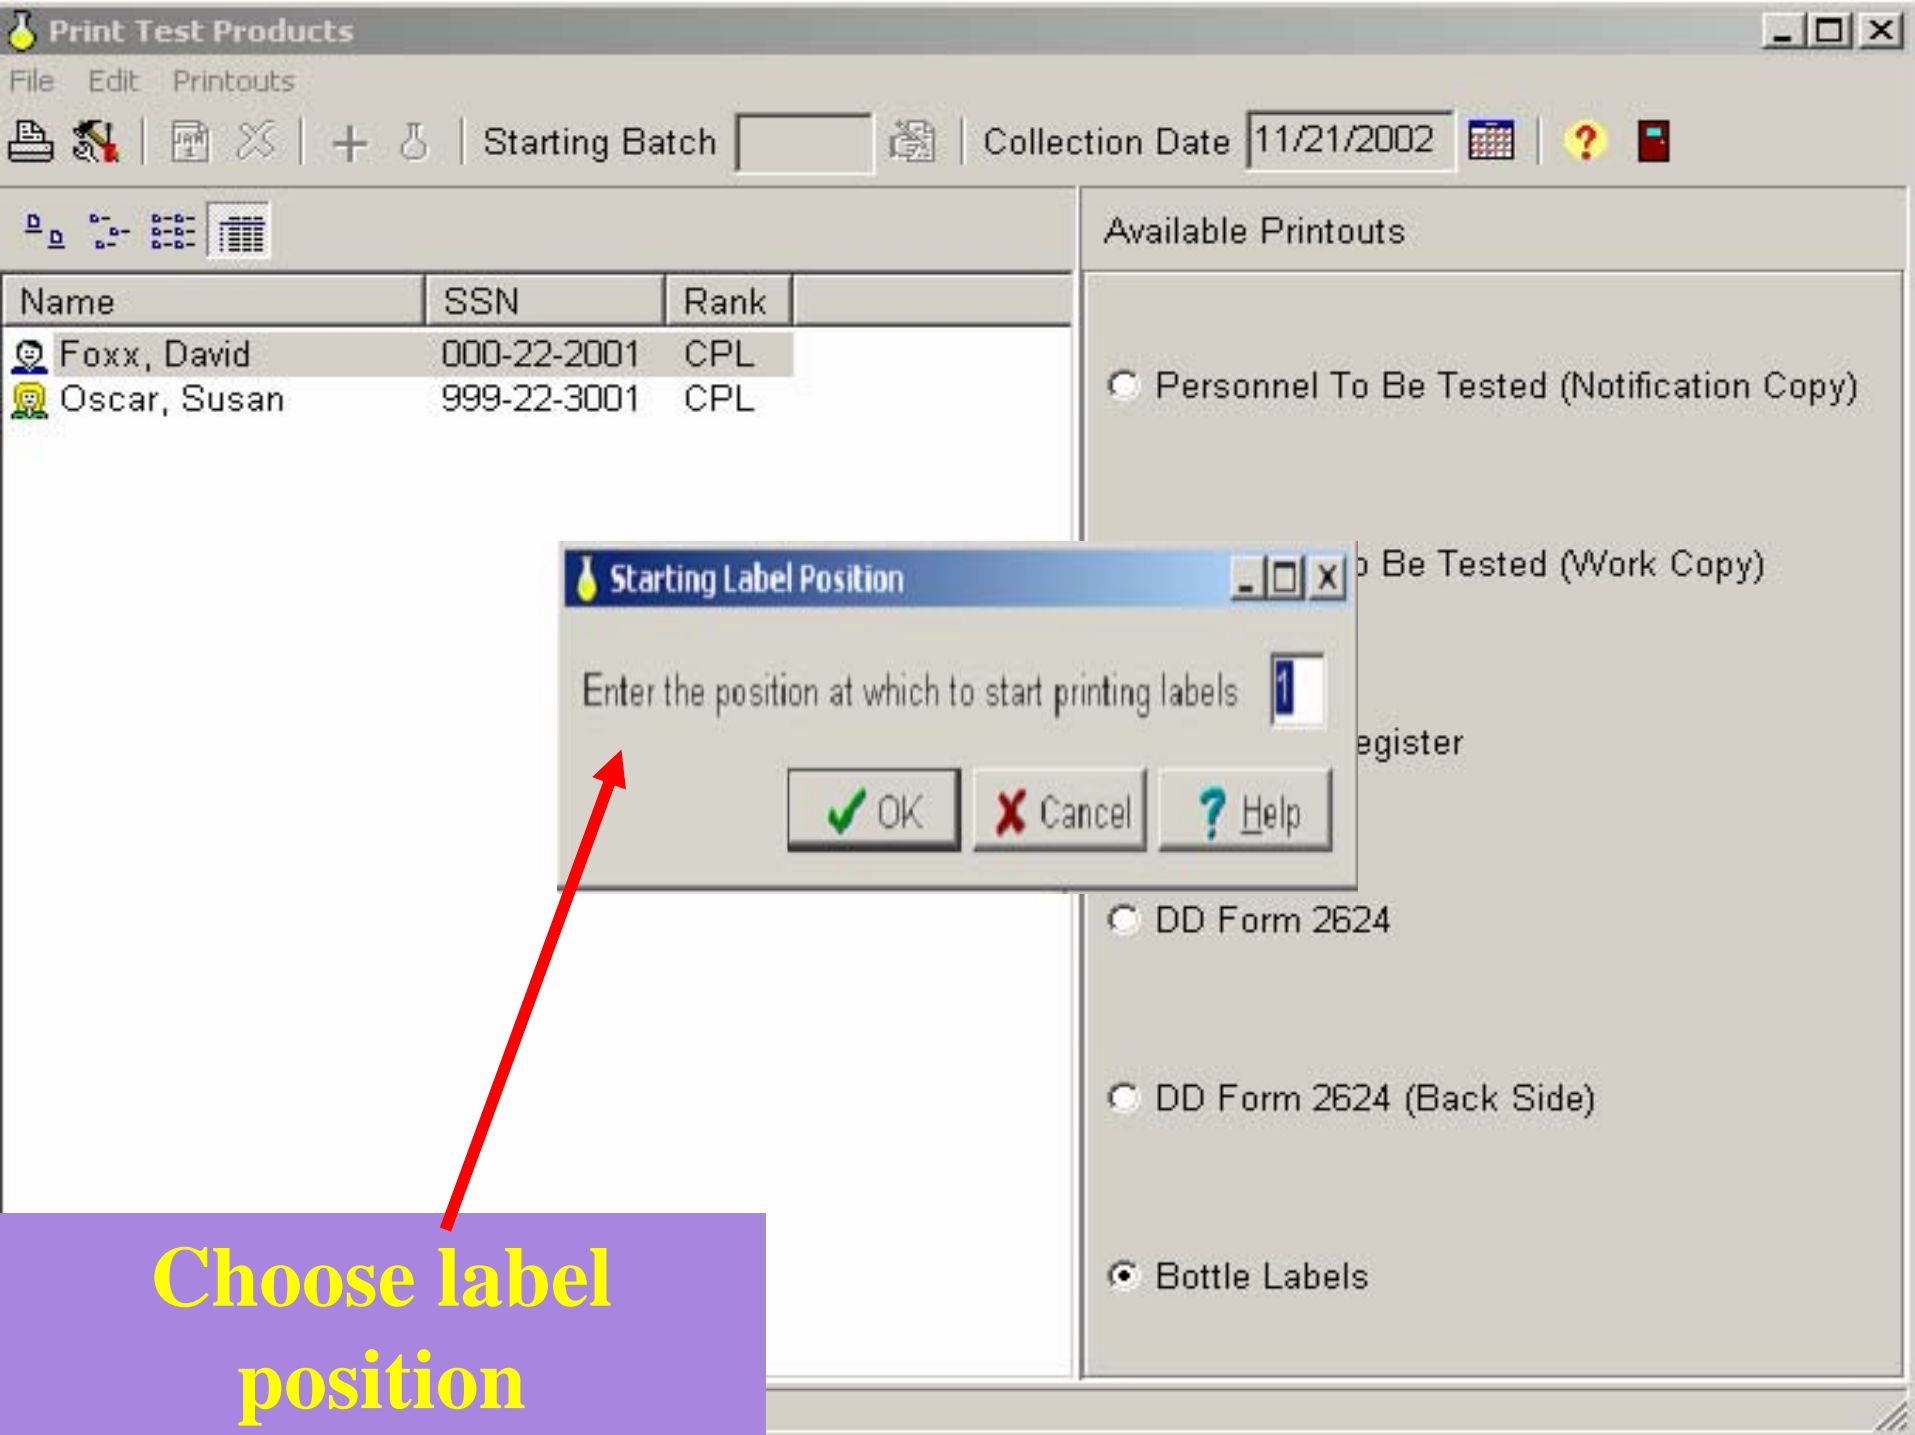 Print Test Products
File Edit Printouts
Starting Batch Collection Date 11/21/2002
Available Printouts
Name SSN Rank
Foxx, David 000-22-2001 CPL
Oscar, Susan 999-22-3001 CPL
Personnel To Be Tested (Notification Copy)
Starting Label Position
Be Tested (Work Copy)
Enter the position at which to start printing labels 1
egister
OK Cancel Help
DD Form 2624
DD Form 2624 (Back Side)
Bottle Labels
Choose label
position